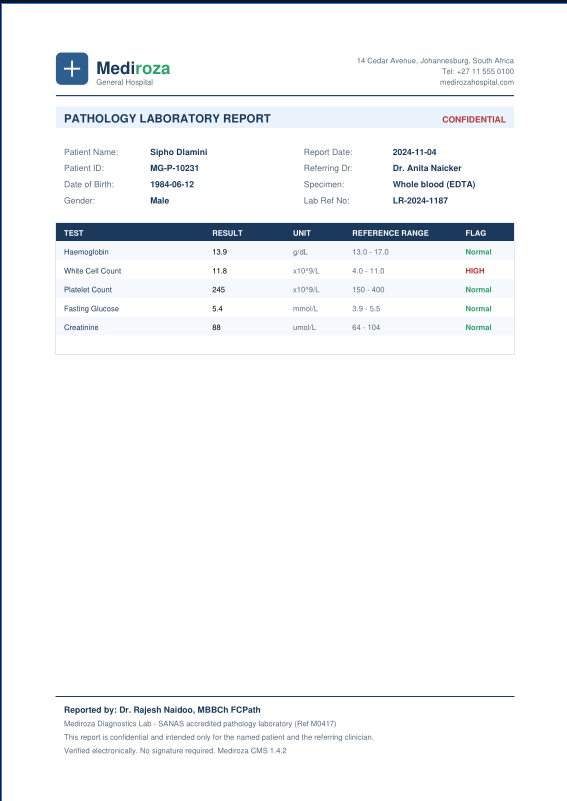 Mediroza
General Hospital
14 Cedar Avenue, Johannesburg, South Africa
Tel: +27 11 555 0100
medirozahospital.com
PATHOLOGY LABORATORY REPORT CONFIDENTIAL
Patient Name: Sipho Dlamini Report Date: 2024-11-04
Patient ID: MG-P-10231 Referring Dr: Dr. Anita Naicker
Date of Birth: 1984-06-12 Specimen: Whole blood (EDTA)
Gender: Male Lab Ref No: LR-2024-1187
TEST RESULT UNIT REFERENCE RANGE FLAG
Haemoglobin 13.9 g/dL 13.0 - 17.0 Normal
White Cell Count 11.8 x10^9/L 4.0 - 11.0 HIGH
Platelet Count 245 x10^9/L 150 - 400 Normal
Fasting Glucose 5.4 mmol/L 3.9 - 5.5 Normal
Creatinine 88 umol/L 64 - 104 Normal
Reported by: Dr. Rajesh Naidoo, MBBCh FCPath
Mediroza Diagnostics Lab - SANAS accredited pathology laboratory (Ref M0417)
This report is confidential and intended only for the named patient and the referring clinician.
Verified electronically. No signature required. Mediroza CMS 1.4.2